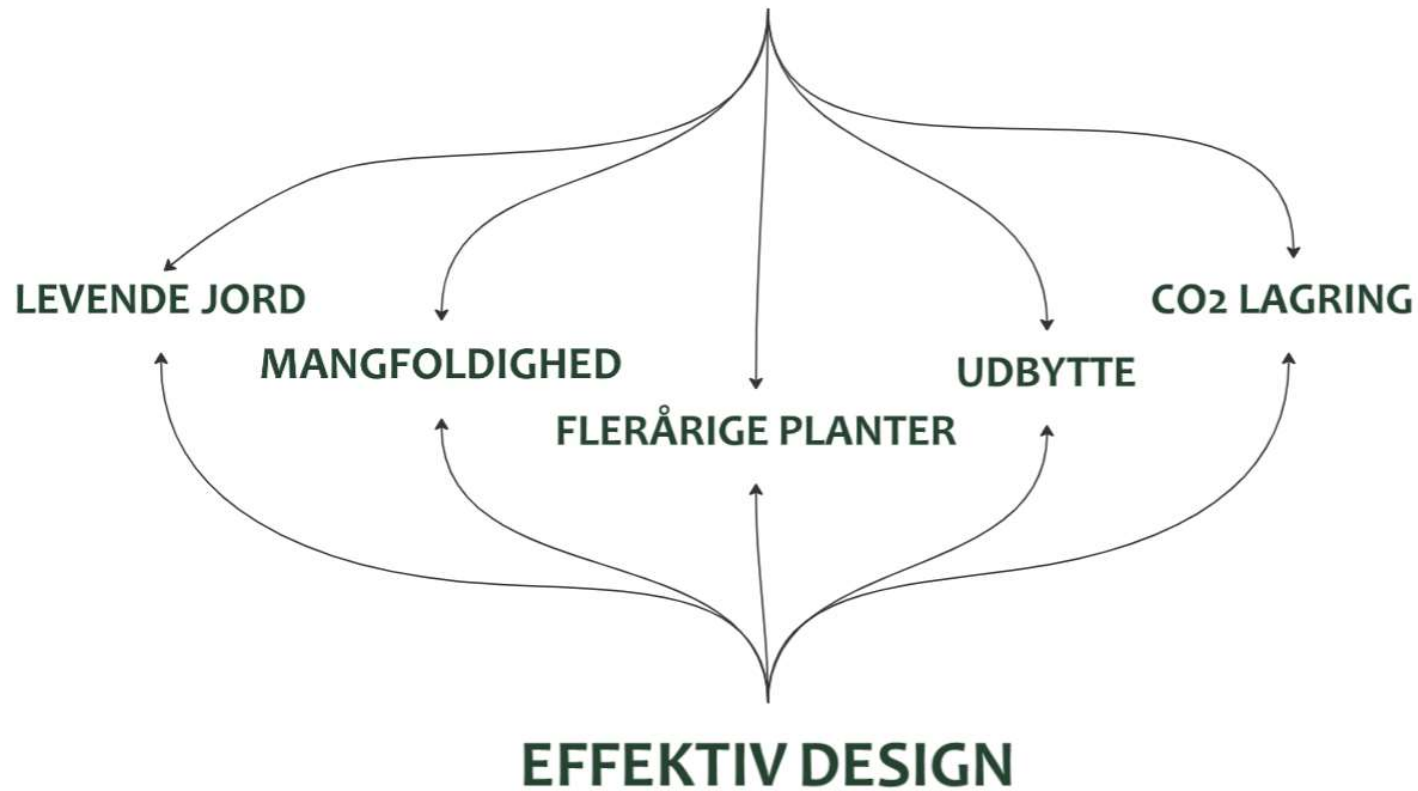 LEVENDE JORD
CO2 LAGRING
MANGFOLDIGHED
UDBYTTE
FLERÅRIGE PLANTER
EFFEKTIV DESIGN